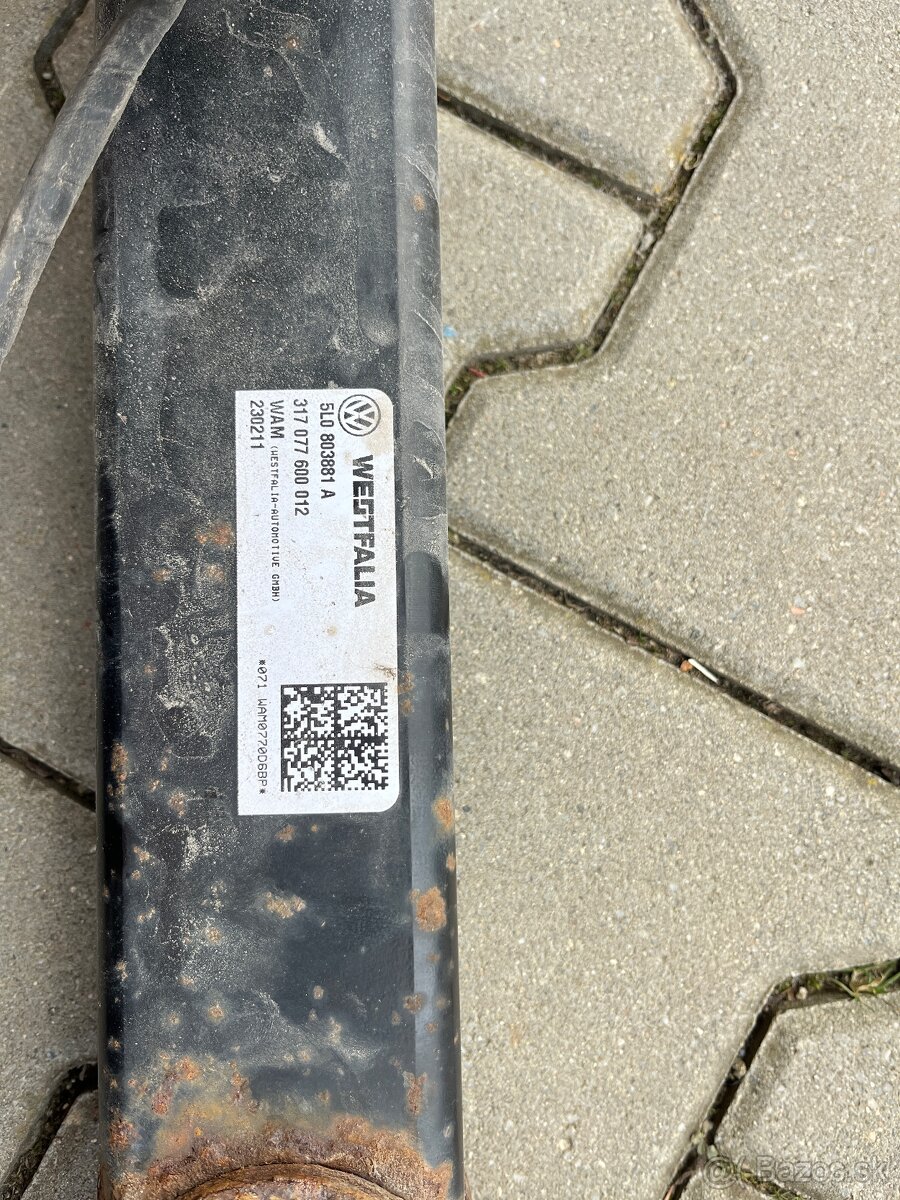 WESTFALIA
5L0 803881 A
317 077 600 012
WAM (WESTFALIA-AUTOMOTIVE GMBH)
230211
*071 WAM0770D6BP*
Bazos.sk